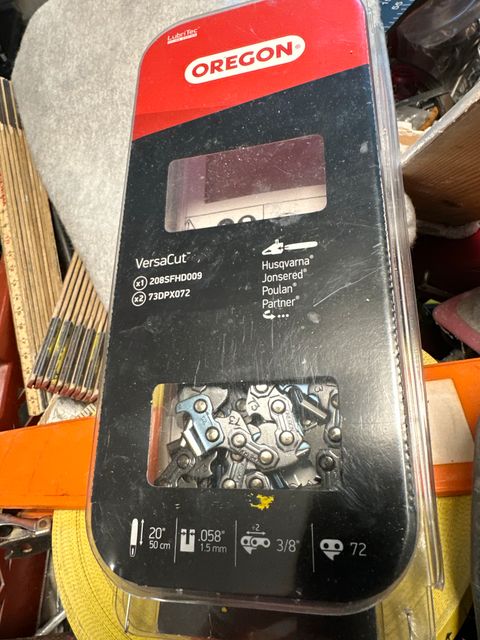 LubriTec™
OREGON®
VersaCut™
x1 208SFHD009
x2 73DPX072
Husqvarna®
Jonsered®
Poulan®
Partner®
20"
50 cm
.058"
1.5 mm
÷2
3/8"
72